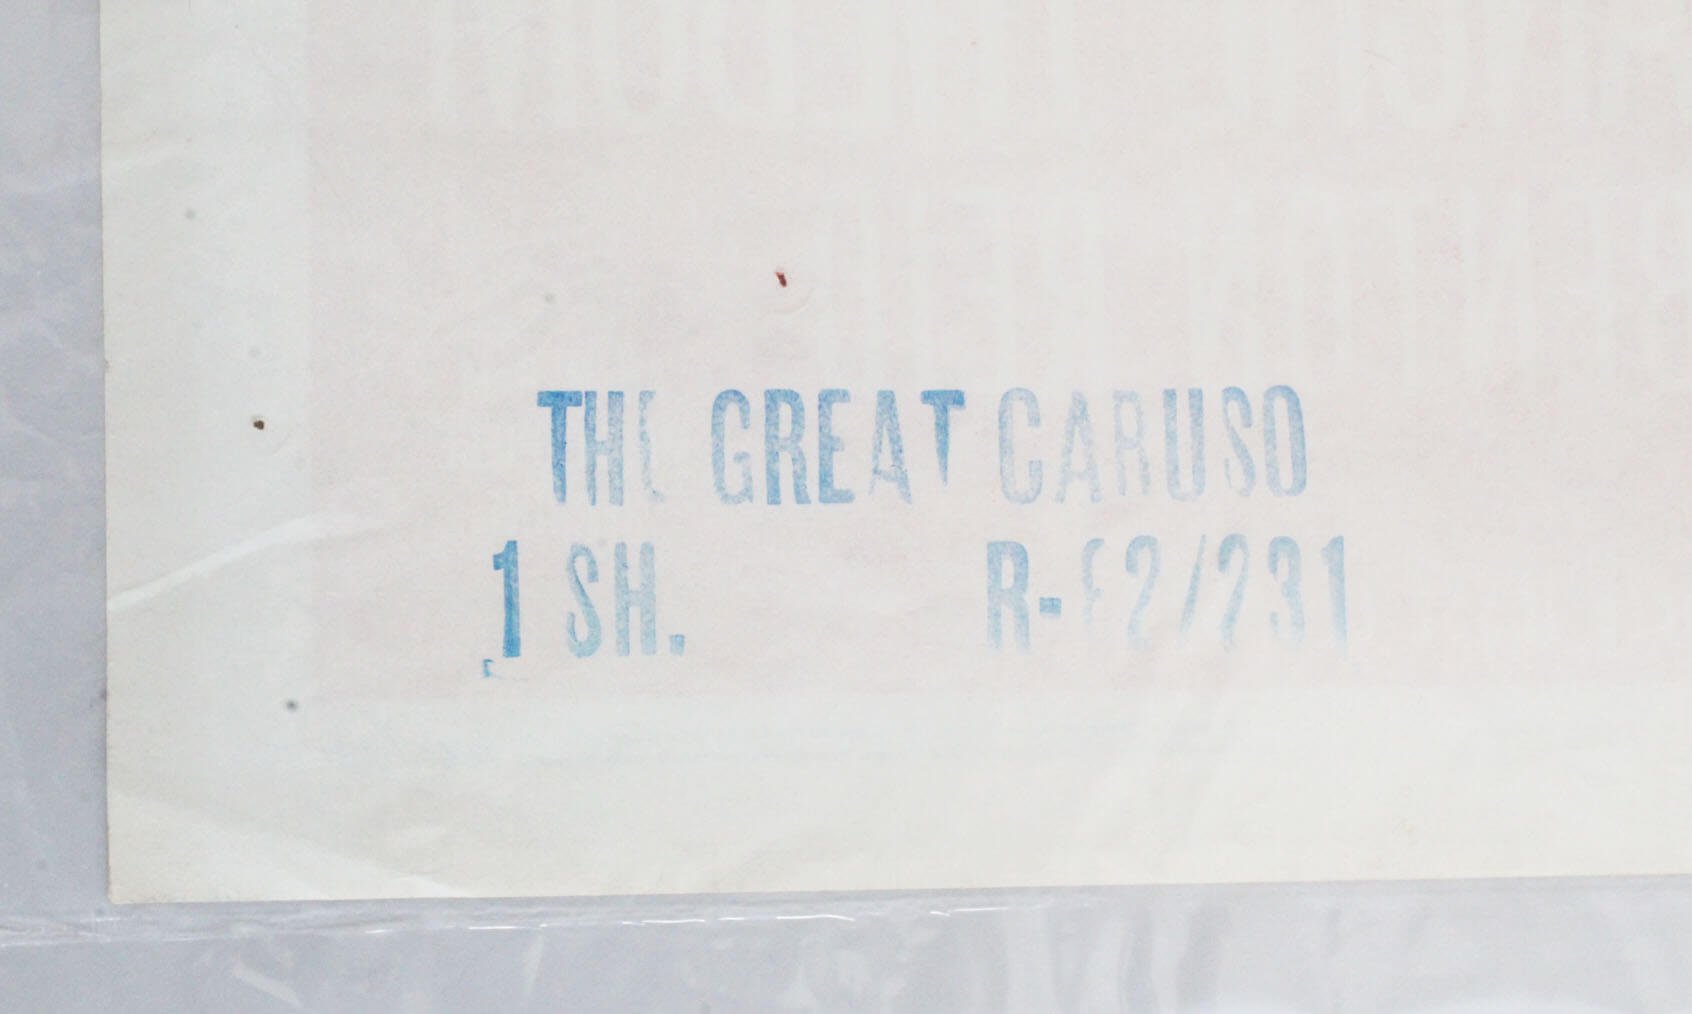 THE GREAT CARUSO
1 SH. R-62/231